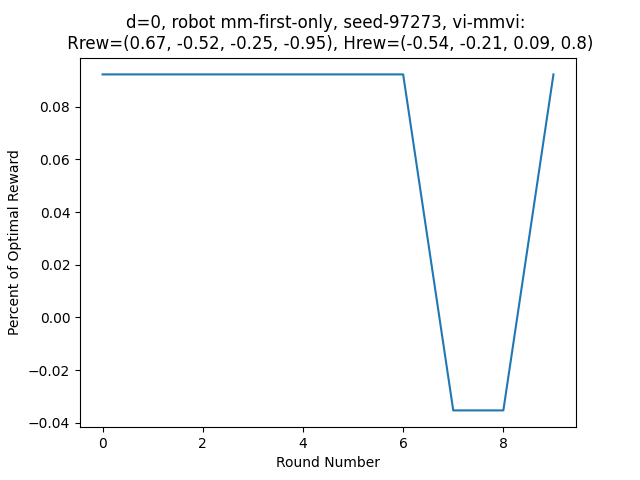 d=0, robot mm-first-only, seed-97273, vi-mmvi:
Rrew=(0.67, -0.52, -0.25, -0.95), Hrew=(-0.54, -0.21, 0.09, 0.8)
Percent of Optimal Reward
0.08
0.06
0.04
0.02
0.00
−0.02
−0.04
0 2 4 6 8
Round Number